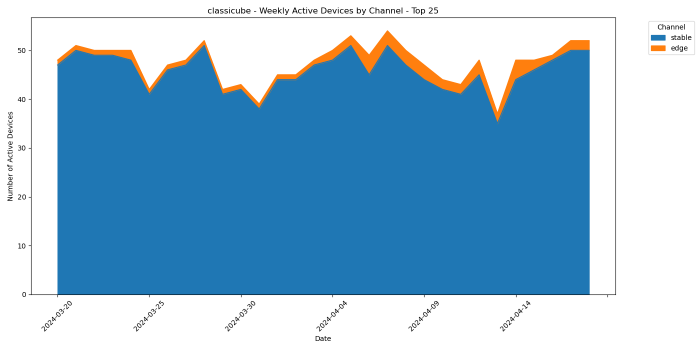 classicube - Weekly Active Devices by Channel - Top 25
Channel
stable
edge
Number of Active Devices
50
40
30
20
10
0
2024-03-20
2024-03-25
2024-03-30
2024-04-04
2024-04-09
2024-04-14
Date